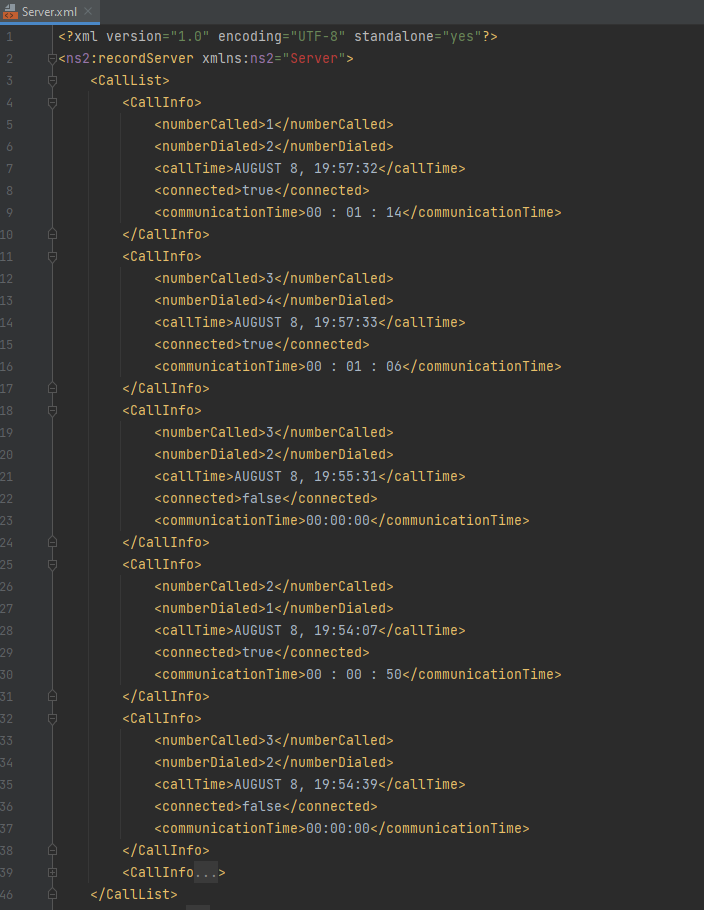 Server.xml
1 <?xml version="1.0" encoding="UTF-8" standalone="yes"?>
2 <ns2:recordServer xmlns:ns2="Server">
3 <CallList>
4 <CallInfo>
5 <numberCalled>1</numberCalled>
6 <numberDialed>2</numberDialed>
7 <callTime>AUGUST 8, 19:57:32</callTime>
8 <connected>true</connected>
9 <communicationTime>00 : 01 : 14</communicationTime>
10 </CallInfo>
11 <CallInfo>
12 <numberCalled>3</numberCalled>
13 <numberDialed>4</numberDialed>
14 <callTime>AUGUST 8, 19:57:33</callTime>
15 <connected>true</connected>
16 <communicationTime>00 : 01 : 06</communicationTime>
17 </CallInfo>
18 <CallInfo>
19 <numberCalled>3</numberCalled>
20 <numberDialed>2</numberDialed>
21 <callTime>AUGUST 8, 19:55:31</callTime>
22 <connected>false</connected>
23 <communicationTime>00:00:00</communicationTime>
24 </CallInfo>
25 <CallInfo>
26 <numberCalled>2</numberCalled>
27 <numberDialed>1</numberDialed>
28 <callTime>AUGUST 8, 19:54:07</callTime>
29 <connected>true</connected>
30 <communicationTime>00 : 00 : 50</communicationTime>
31 </CallInfo>
32 <CallInfo>
33 <numberCalled>3</numberCalled>
34 <numberDialed>2</numberDialed>
35 <callTime>AUGUST 8, 19:54:39</callTime>
36 <connected>false</connected>
37 <communicationTime>00:00:00</communicationTime>
38 </CallInfo>
39 <CallInfo...>
46 </CallList>